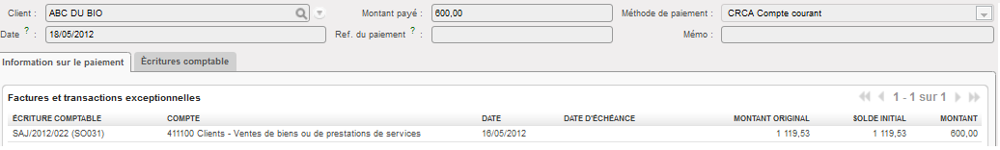 Client : ABC DU BIO Montant payé : 600,00 Méthode de paiement : CRCA Compte courant
Date ? : 18/05/2012 Ref. du paiement ? : Mémo :
Information sur le paiement Écritures comptable
Factures et transactions exceptionnelles 1 - 1 sur 1
ÉCRITURE COMPTABLE COMPTE DATE DATE D'ÉCHÉANCE MONTANT ORIGINAL SOLDE INITIAL MONTANT
SAJ/2012/022 (SO031) 411100 Clients - Ventes de biens ou de prestations de services 16/05/2012 1 119,53 1 119,53 600,00